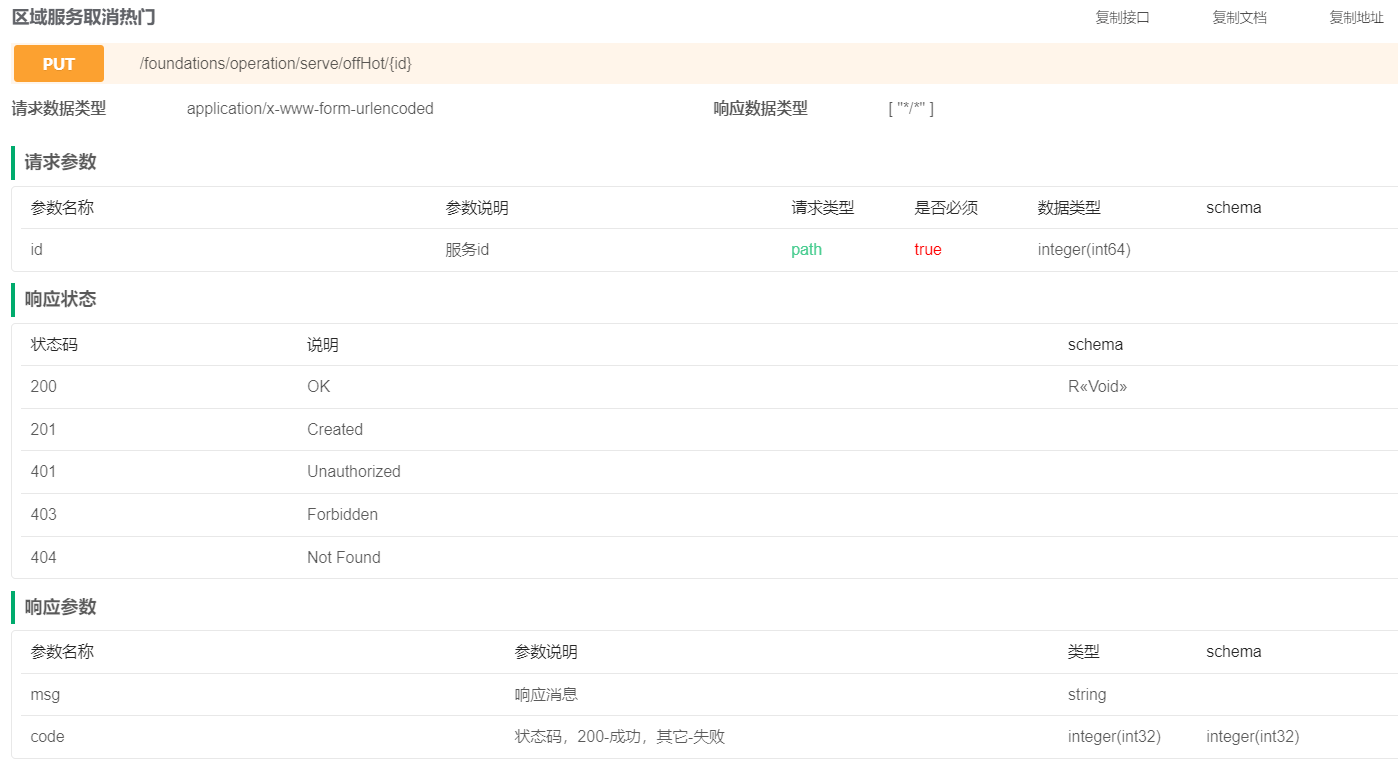 区域服务取消热门 复制接口 复制文档 复制地址
PUT /foundations/operation/serve/offHot/{id}
请求数据类型 application/x-www-form-urlencoded 响应数据类型 [ "*/*" ]
请求参数
参数名称 参数说明 请求类型 是否必须 数据类型 schema
id 服务id path true integer(int64)
响应状态
状态码 说明 schema
200 OK R«Void»
201 Created
401 Unauthorized
403 Forbidden
404 Not Found
响应参数
参数名称 参数说明 类型 schema
msg 响应消息 string
code 状态码，200-成功，其它-失败 integer(int32) integer(int32)